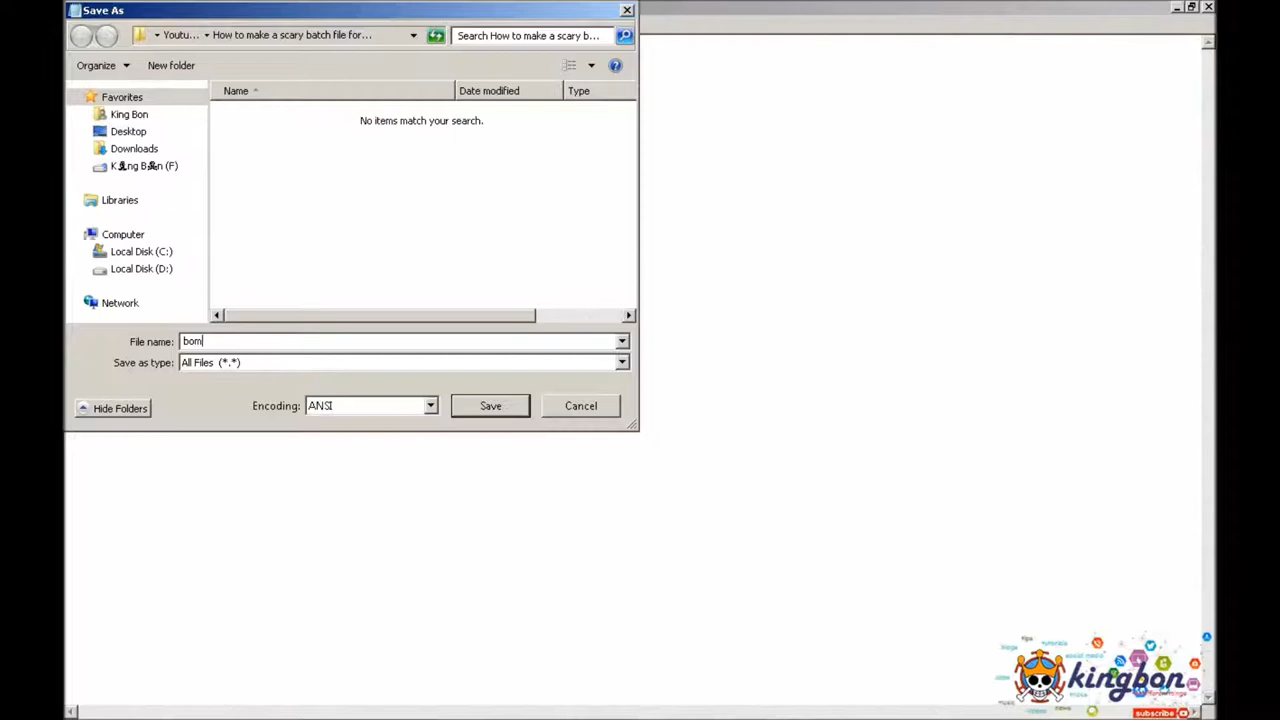 Save As
Youtu... How to make a scary batch file for...
Search How to make a scary b...
Organize
New folder
Name
Date modified
Type
No items match your search.
Favorites
King Bon
Desktop
Downloads
Libraries
Computer
Local Disk (C:)
Local Disk (D:)
Network
File name: bom
Save as type: All Files (*.*)
Hide Folders
Encoding: ANSI
Save
Cancel
kingbon
subscribe